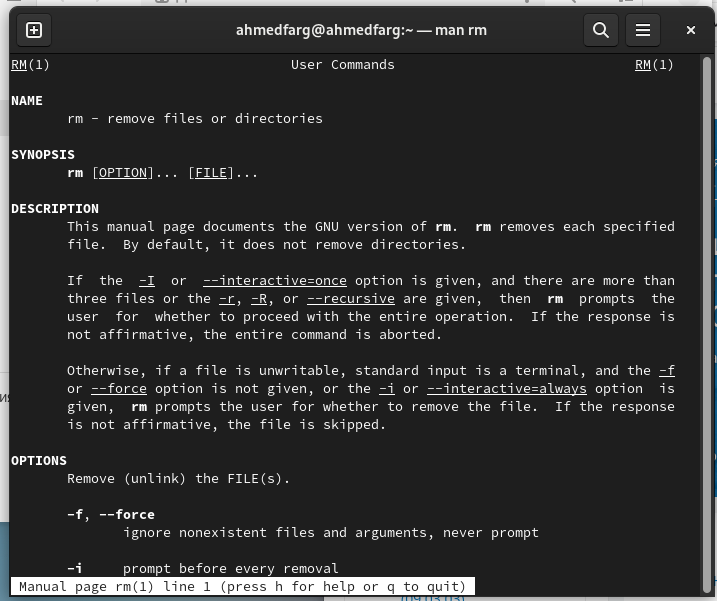 ahmedfarg@ahmedfarg:~ — man rm
RM(1) User Commands RM(1)
NAME
rm - remove files or directories
SYNOPSIS
rm [OPTION]... [FILE]...
DESCRIPTION
This manual page documents the GNU version of rm. rm removes each specified
file. By default, it does not remove directories.
If the -I or --interactive=once option is given, and there are more than
three files or the -r, -R, or --recursive are given, then rm prompts the
user for whether to proceed with the entire operation. If the response is
not affirmative, the entire command is aborted.
Otherwise, if a file is unwritable, standard input is a terminal, and the -f
or --force option is not given, or the -i or --interactive=always option is
given, rm prompts the user for whether to remove the file. If the response
is not affirmative, the file is skipped.
OPTIONS
Remove (unlink) the FILE(s).
-f, --force
ignore nonexistent files and arguments, never prompt
-i prompt before every removal
Manual page rm(1) line 1 (press h for help or q to quit)